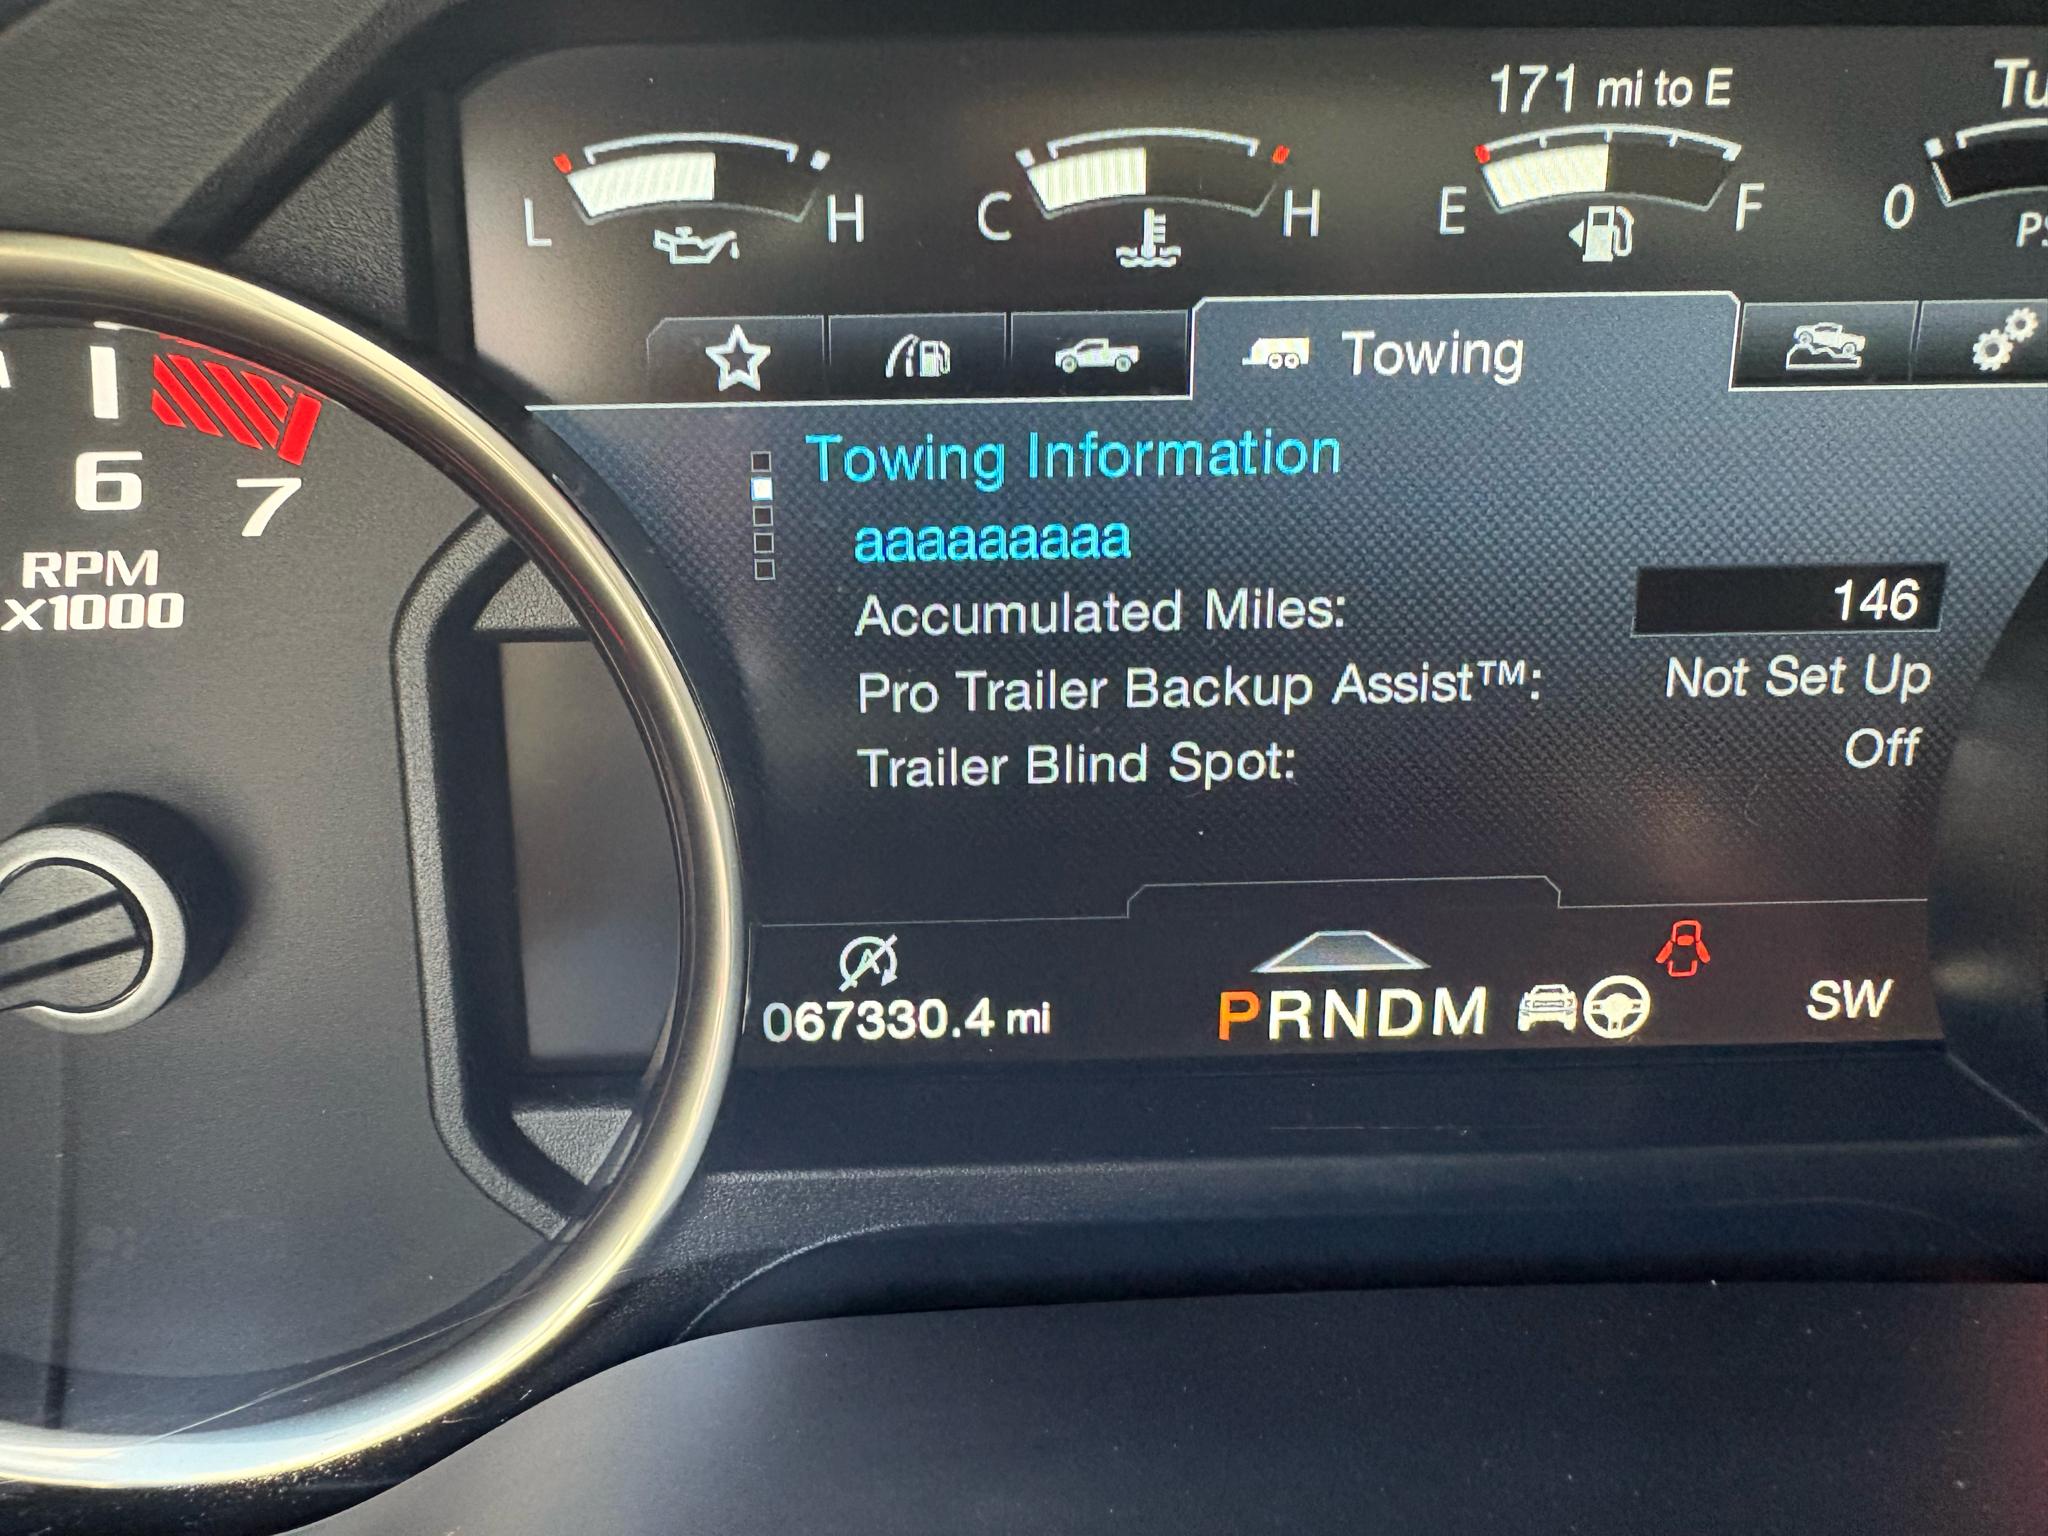 171 mi to E
L H C H E F 0
Towing
Towing Information
aaaaaaaaa
Accumulated Miles: 146
Pro Trailer Backup Assist™: Not Set Up
Trailer Blind Spot: Off
6 7
RPM
X1000
067330.4 mi
PRNDM
SW